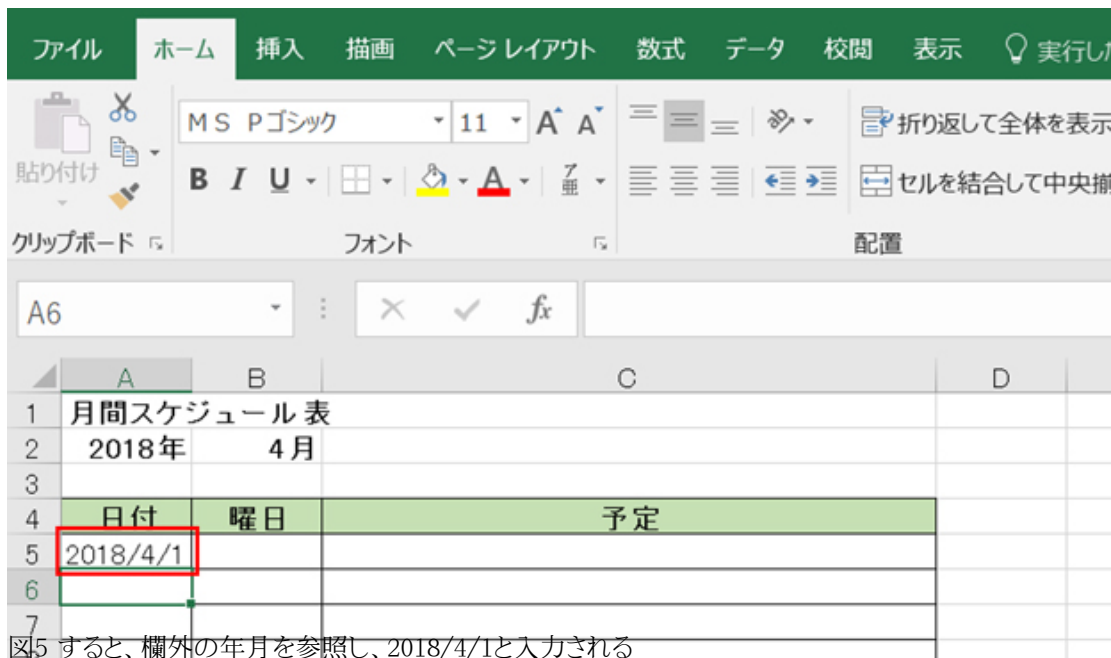 ファイル ホーム 挿入 描画 ページ レイアウト 数式 データ 校閲 表示
ＭＳ Ｐゴシック 11 A A 折り返して全体を表示
貼り付け B I U A ア亜 セルを結合して中央揃
クリップボード フォント 配置
A6 fx
A B C D
1 月間スケジュール表
2 2018年 4月
3
4 日付 曜日 予定
5 2018/4/1
6
7
図5 すると、欄外の年月を参照し、2018/4/1と入力される